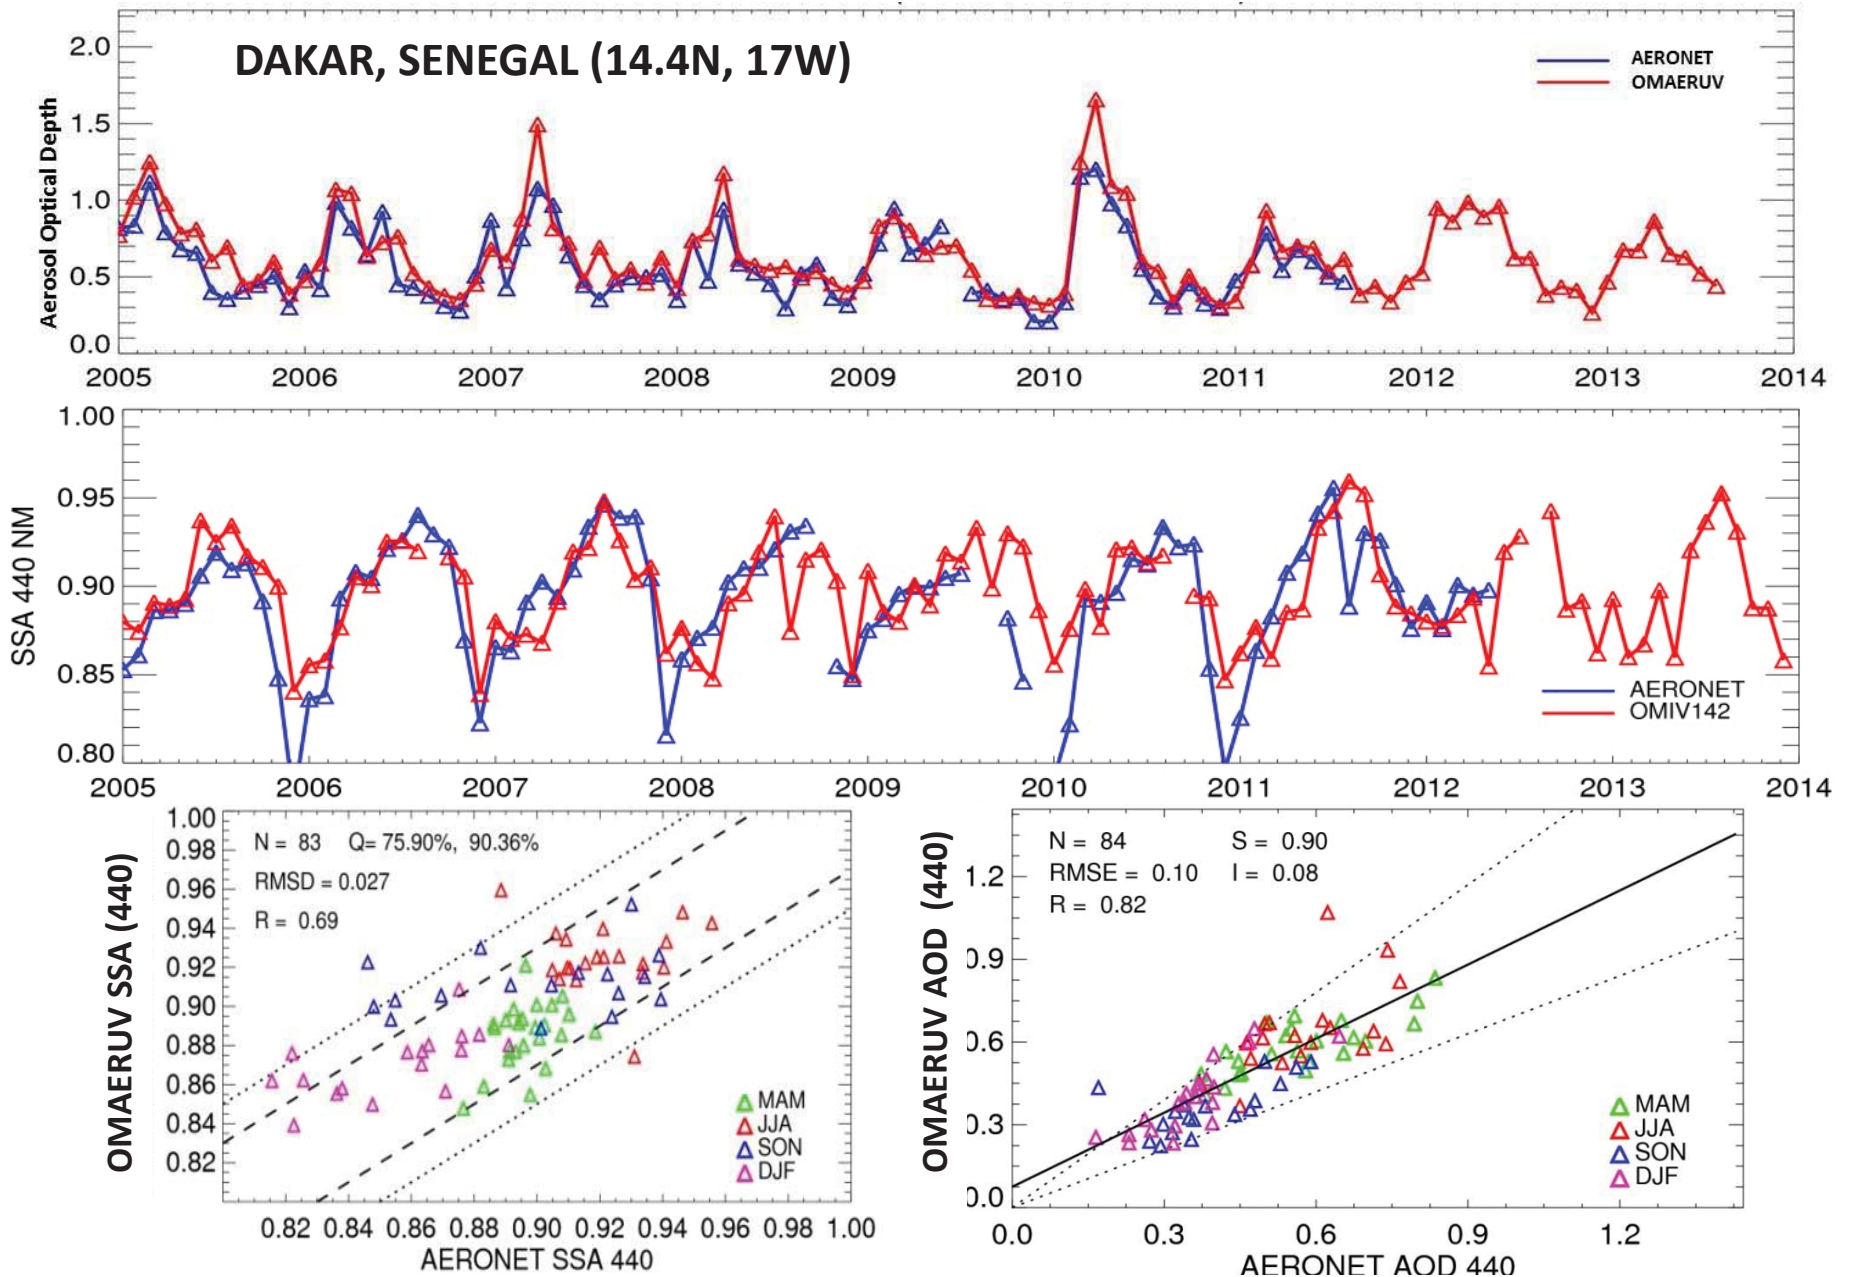 DAKAR, SENEGAL (14.4N, 17W)
AERONET
OMAERUV
Aerosol Optical Depth
2.0
1.5
1.0
0.5
0.0
2005 2006 2007 2008 2009 2010 2011 2012 2013 2014
SSA 440 NM
1.00
0.95
0.90
0.85
0.80
AERONET
OMIV142
2005 2006 2007 2008 2009 2010 2011 2012 2013 2014
OMAERUV SSA (440)
1.00
0.98
0.96
0.94
0.92
0.90
0.88
0.86
0.84
0.82
N = 83 Q= 75.90%, 90.36%
RMSD = 0.027
R = 0.69
MAM
JJA
SON
DJF
0.82 0.84 0.86 0.88 0.90 0.92 0.94 0.96 0.98 1.00
AERONET SSA 440
OMAERUV AOD (440)
1.2
0.9
0.6
0.3
0.0
N = 84 S = 0.90
RMSE = 0.10 I = 0.08
R = 0.82
MAM
JJA
SON
DJF
0.0 0.3 0.6 0.9 1.2
AERONET AOD 440